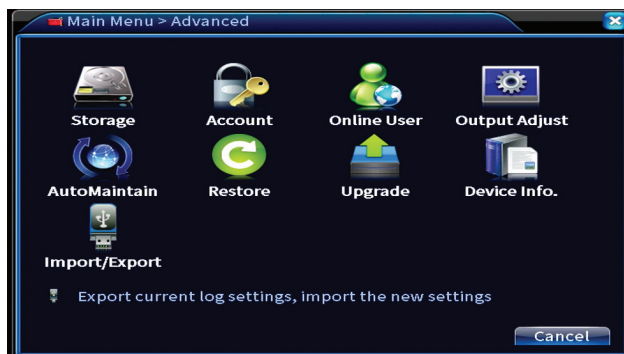 Main Menu > Advanced
Storage Account Online User Output Adjust
AutoMaintain Restore Upgrade Device Info.
Import/Export
Export current log settings, import the new settings
Cancel